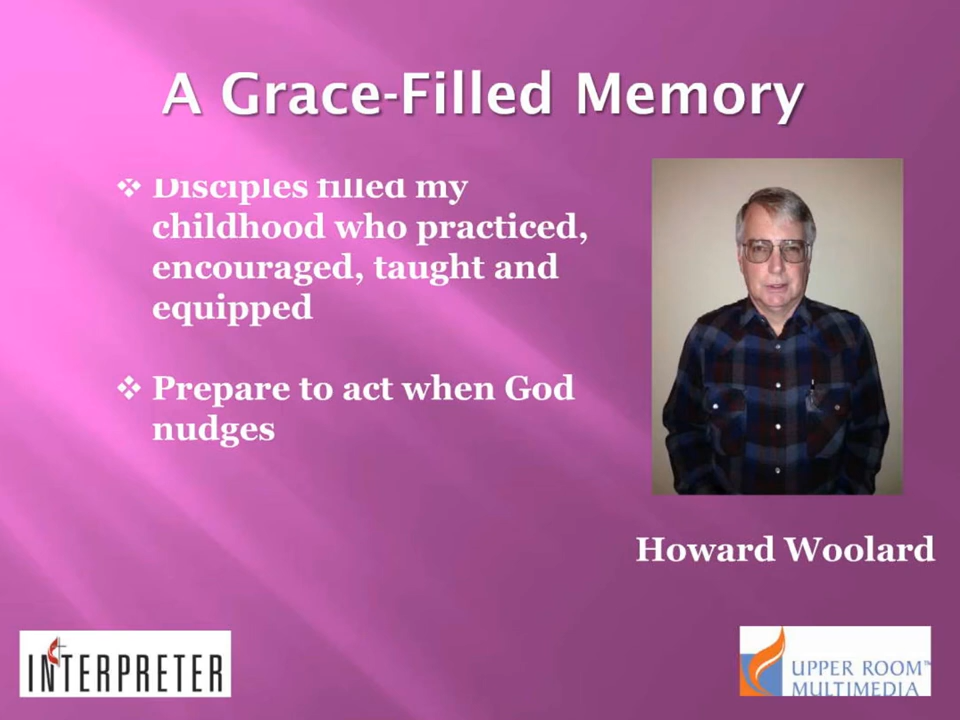 A Grace-Filled Memory
❖ Disciples filled my
childhood who practiced,
encouraged, taught and
equipped
❖ Prepare to act when God
nudges
Howard Woolard
INTERPRETER
UPPER ROOM™
MULTIMEDIA